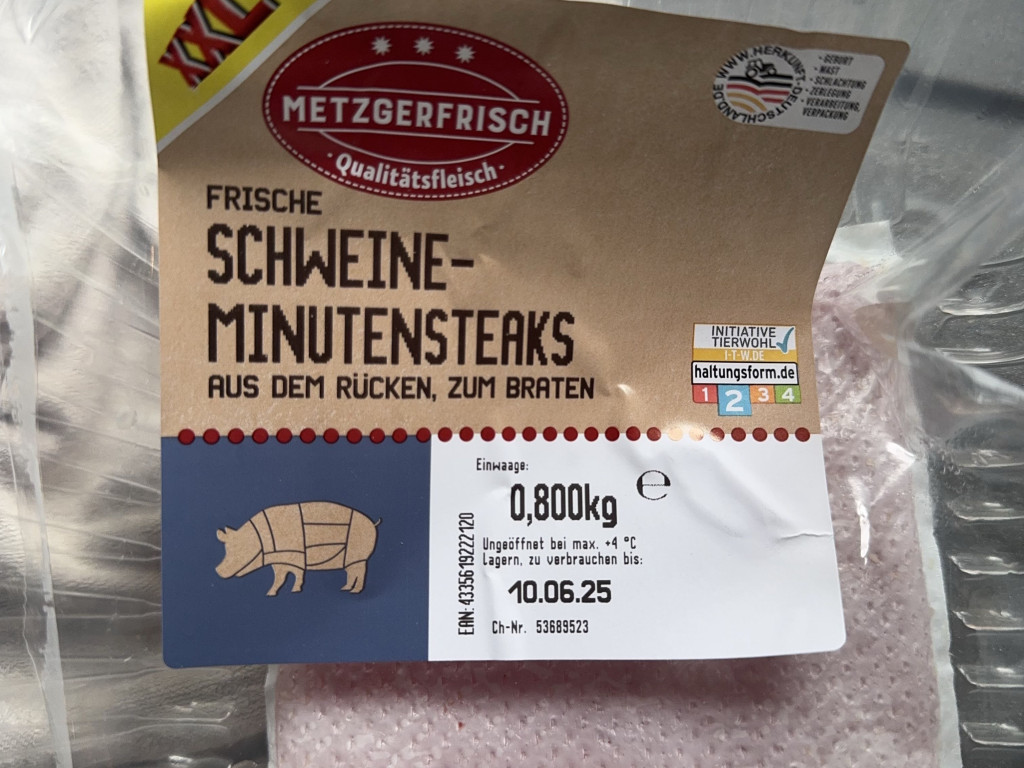 XXL
METZGERFRISCH
· Qualitätsfleisch ·
WWW.HERKUNFT-DEUTSCHLAND.DE
- GEBURT
- MAST
- SCHLACHTUNG
- ZERLEGUNG
- VERARBEITUNG,
VERPACKUNG
FRISCHE
SCHWEINE-
MINUTENSTEAKS
AUS DEM RÜCKEN, ZUM BRATEN
INITIATIVE
TIERWOHL
I-T-W.DE
haltungsform.de
1 2 3 4
Einwaage:
0,800kg ℮
Ungeöffnet bei max. +4 °C
Lagern, zu verbrauchen bis:
10.06.25
Ch-Nr. 53689523
EAN:4335619222120